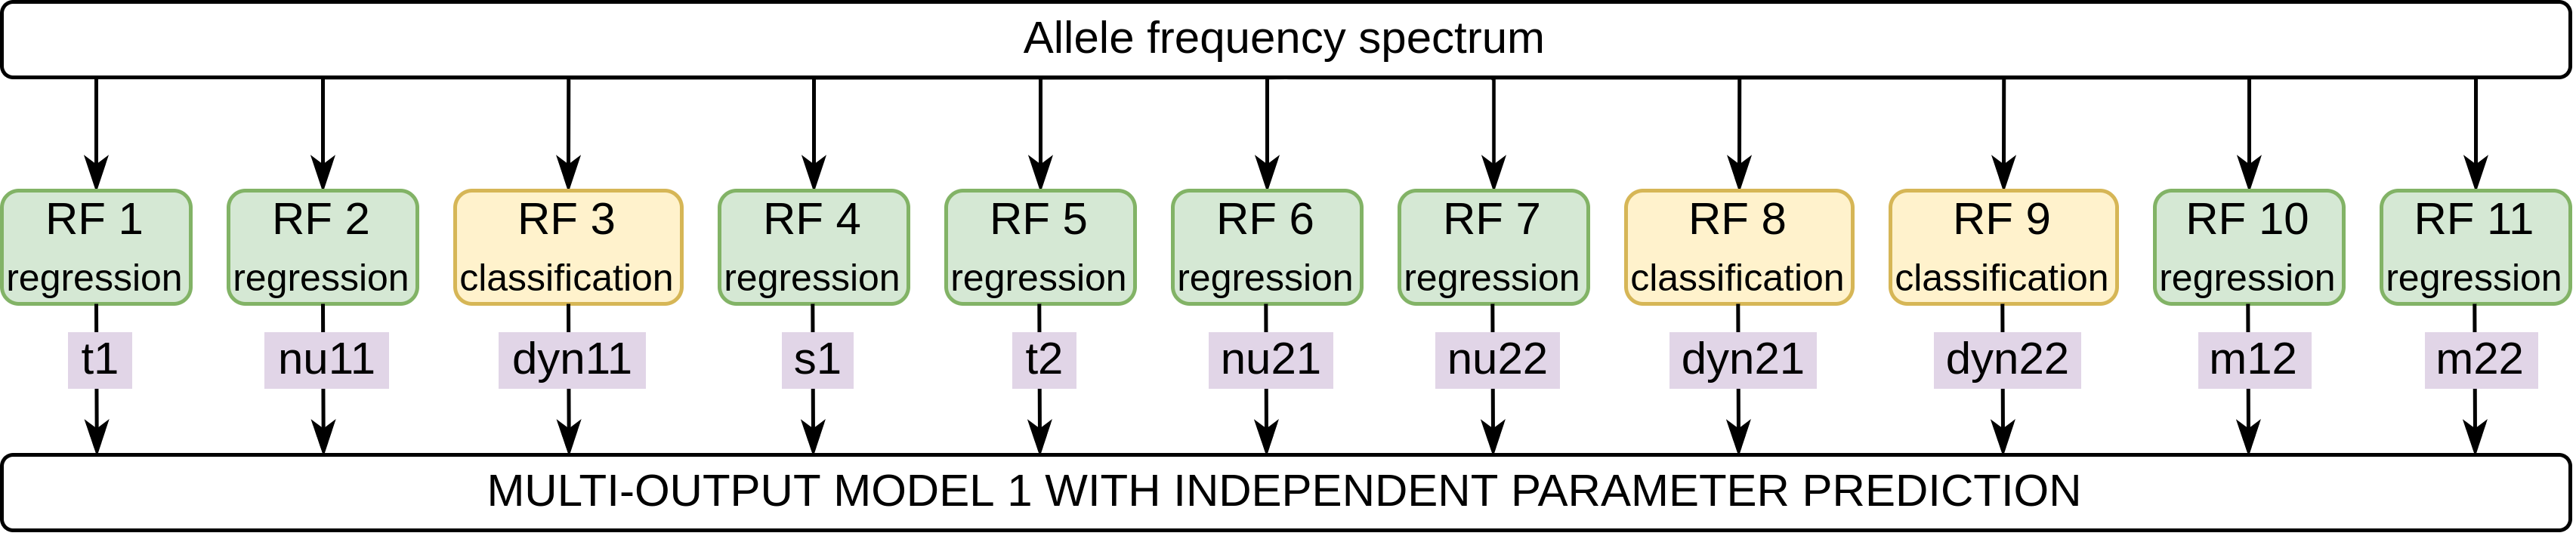 Allele frequency spectrum
RF 1 RF 2 RF 3 RF 4 RF 5 RF 6 RF 7 RF 8 RF 9 RF 10 RF 11
regression regression classification regression regression regression regression classification classification regression regression
t1 nu11 dyn11 s1 t2 nu21 nu22 dyn21 dyn22 m12 m22
MULTI-OUTPUT MODEL 1 WITH INDEPENDENT PARAMETER PREDICTION